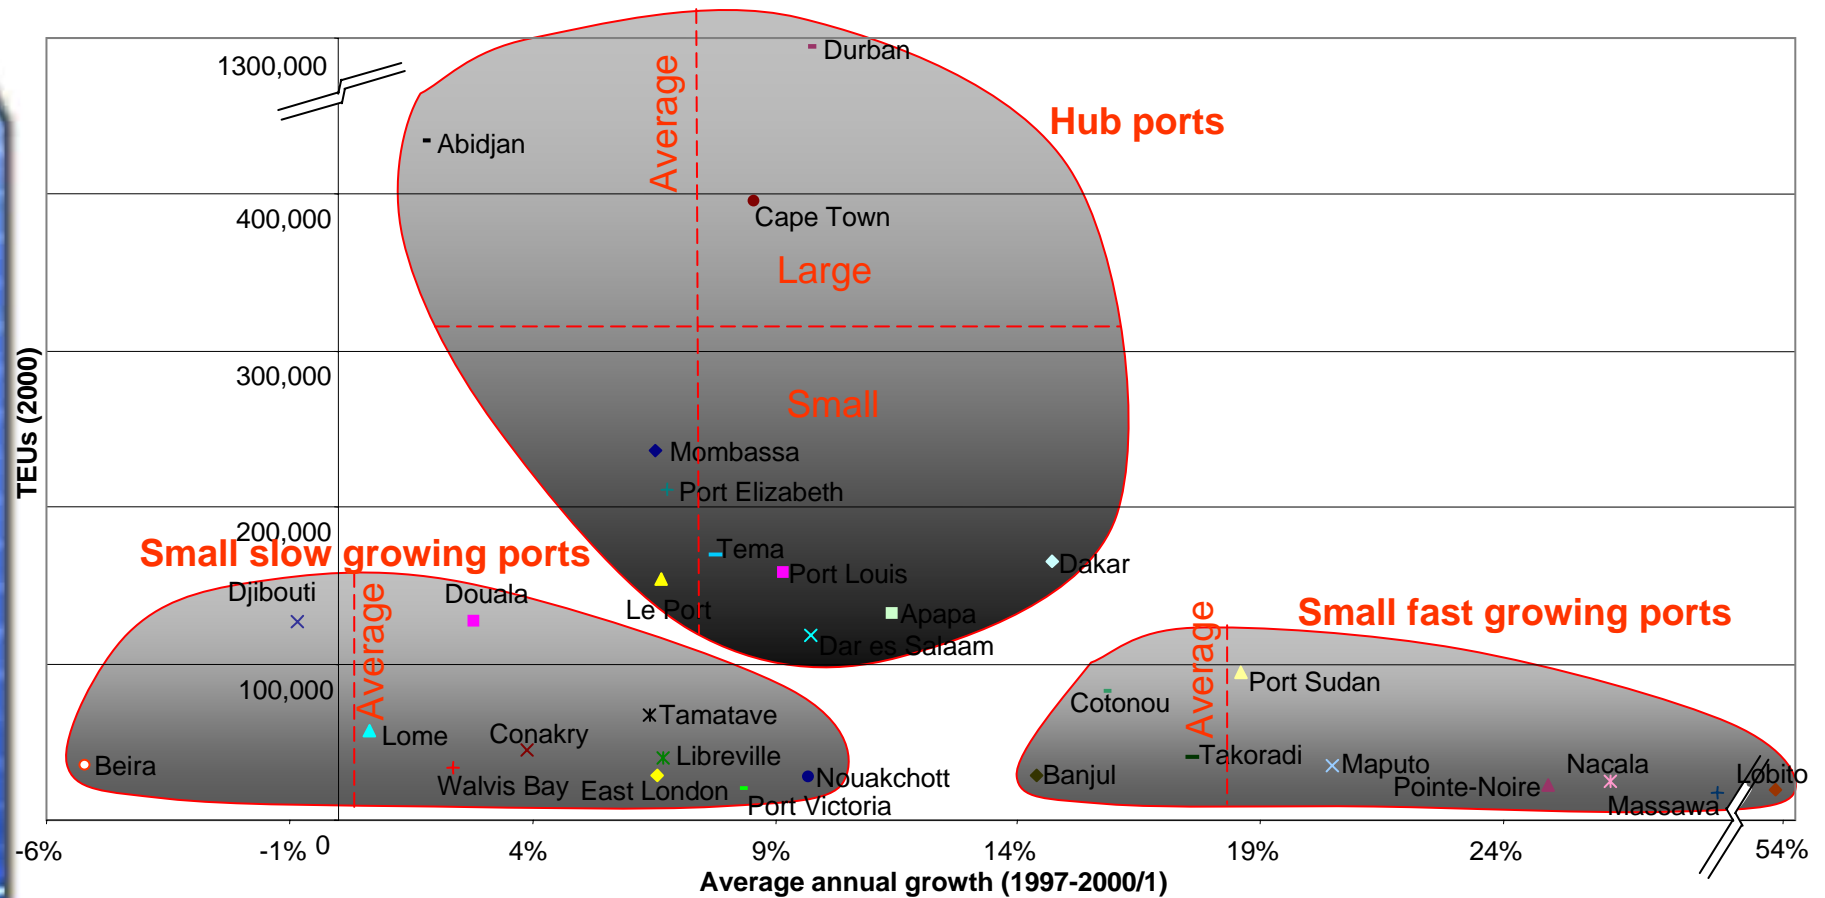 1300,000
Durban
Average
Hub ports
Abidjan
400,000
Cape Town
Large
300,000
Small
TEUs (2000)
Mombassa
Port Elizabeth
200,000
Small slow growing ports
Tema
Dakar
Port Louis
Djibouti
Douala
Average
Le Port
Apapa
Average
Small fast growing ports
Dar es Salaam
100,000
Port Sudan
Cotonou
Tamatave
Lome
Conakry
Libreville
Takoradi
Beira
Maputo
Nacala
Lobito
Walvis Bay
East London
Nouakchott
Banjul
Pointe-Noire
Port Victoria
Massawa
-6%
-1%
0
4%
9%
14%
19%
24%
54%
Average annual growth (1997-2000/1)